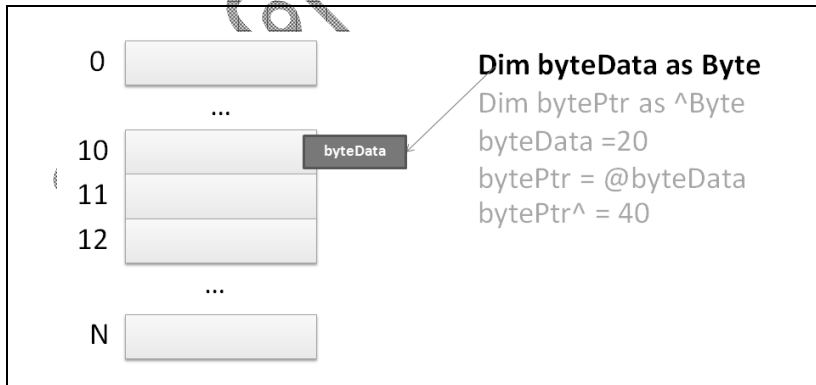 0
...
10
byteData
11
12
...
N
Dim byteData as Byte
Dim bytePtr as ^Byte
byteData =20
bytePtr = @byteData
bytePtr^ = 40